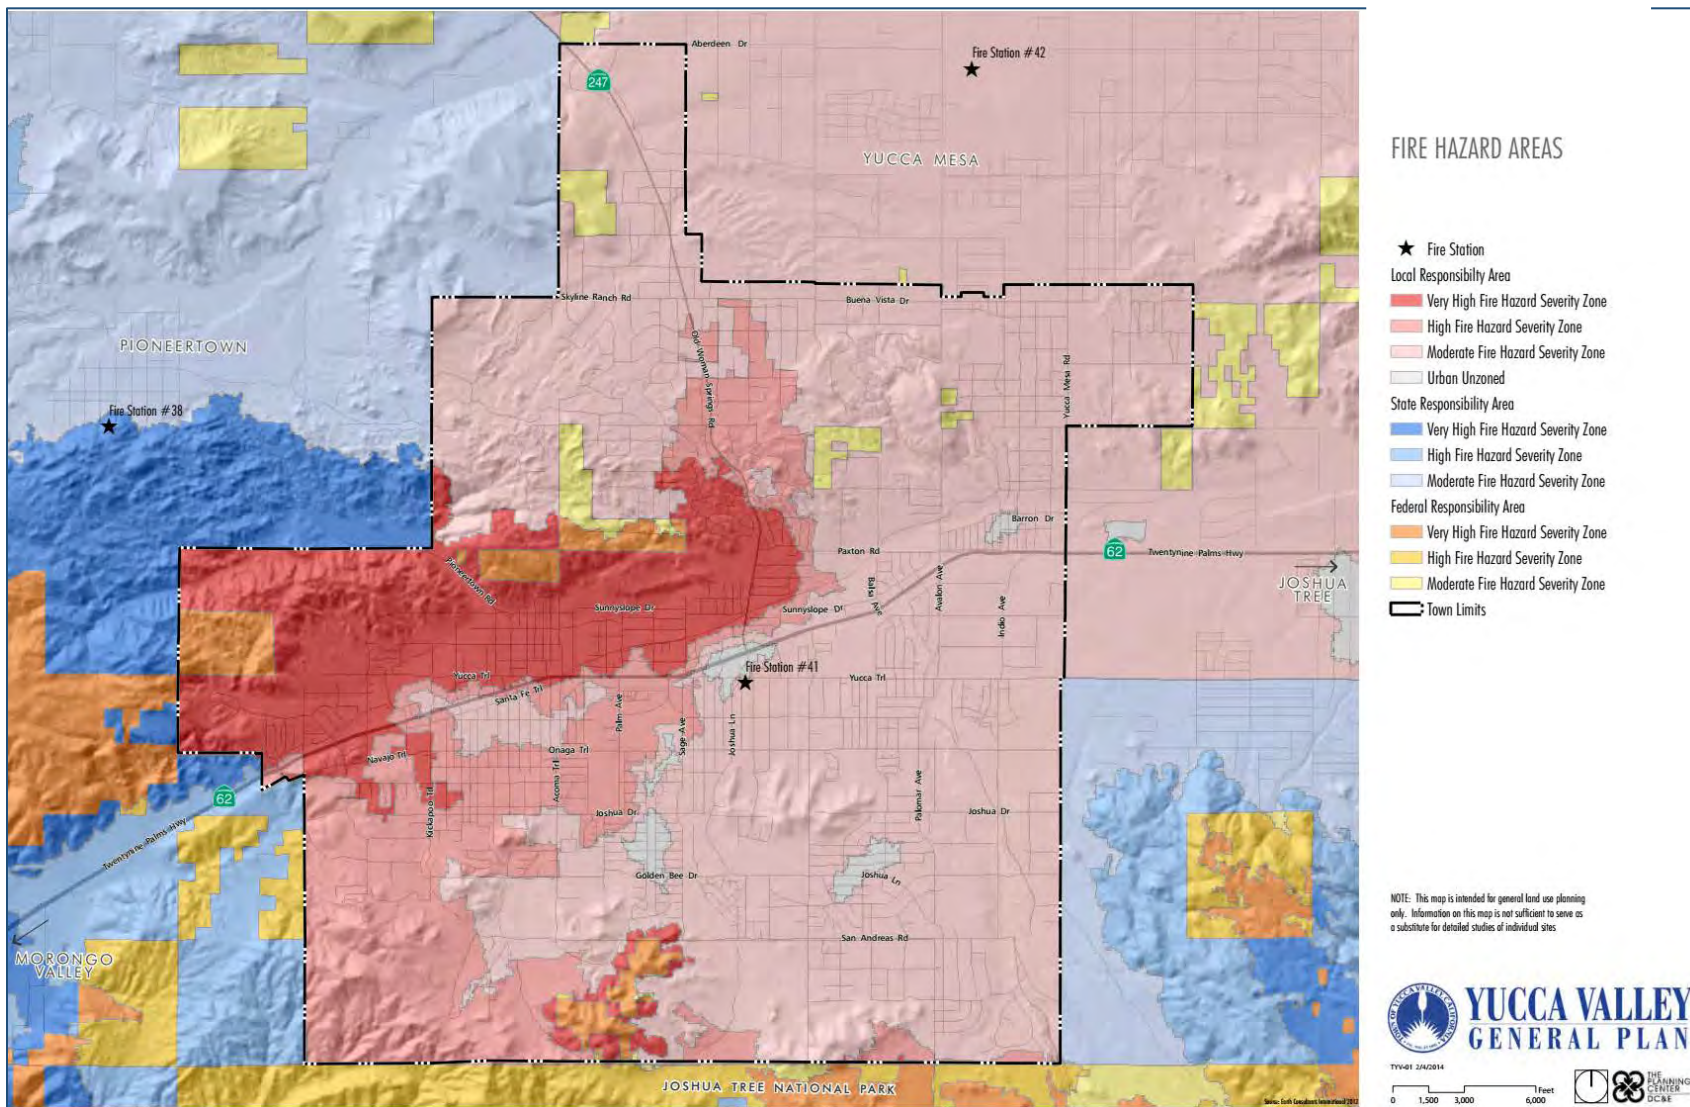 Aberdeen Dr
Fire Station #42
247
YUCCA MESA
Skyline Ranch Rd
Buena Vista Dr
PIONEERTOWN
Old Woman Springs Rd
Yucca Mesa Rd
Fire Station #38
Barron Dr
Paxton Rd
62
Twentynine Palms Hwy
Pioneertown Rd
Balsa Ave
Avalon Ave
Indio Ave
JOSHUA
TREE
Sunnyslope Dr
Sunnyslope Dr
Fire Station #41
Yucca Trl
Yucca Trl
Santa Fe Trl
Palm Ave
Sage Ave
Joshua Ln
Navajo Trl
Onaga Trl
Acoma Trl
Kickapoo Trl
Palomar Ave
62
Joshua Dr
Joshua Dr
Twentynine Palms Hwy
Golden Bee Dr
Joshua Ln
San Andreas Rd
MORONGO
VALLEY
JOSHUA TREE NATIONAL PARK
Source: Earth Consultants International 2012
FIRE HAZARD AREAS
Fire Station
Local Responsibilty Area
Very High Fire Hazard Severity Zone
High Fire Hazard Severity Zone
Moderate Fire Hazard Severity Zone
Urban Unzoned
State Responsibility Area
Very High Fire Hazard Severity Zone
High Fire Hazard Severity Zone
Moderate Fire Hazard Severity Zone
Federal Responsibility Area
Very High Fire Hazard Severity Zone
High Fire Hazard Severity Zone
Moderate Fire Hazard Severity Zone
Town Limits
NOTE: This map is intended for general land use planning
only. Information on this map is not sufficient to serve as
a substitute for detailed studies of individual sites
YUCCA VALLEY
GENERAL PLAN
TYV-01 2/4/2014
Feet
0 1,500 3,000 6,000
THE
PLANNING
CENTER
DC&E